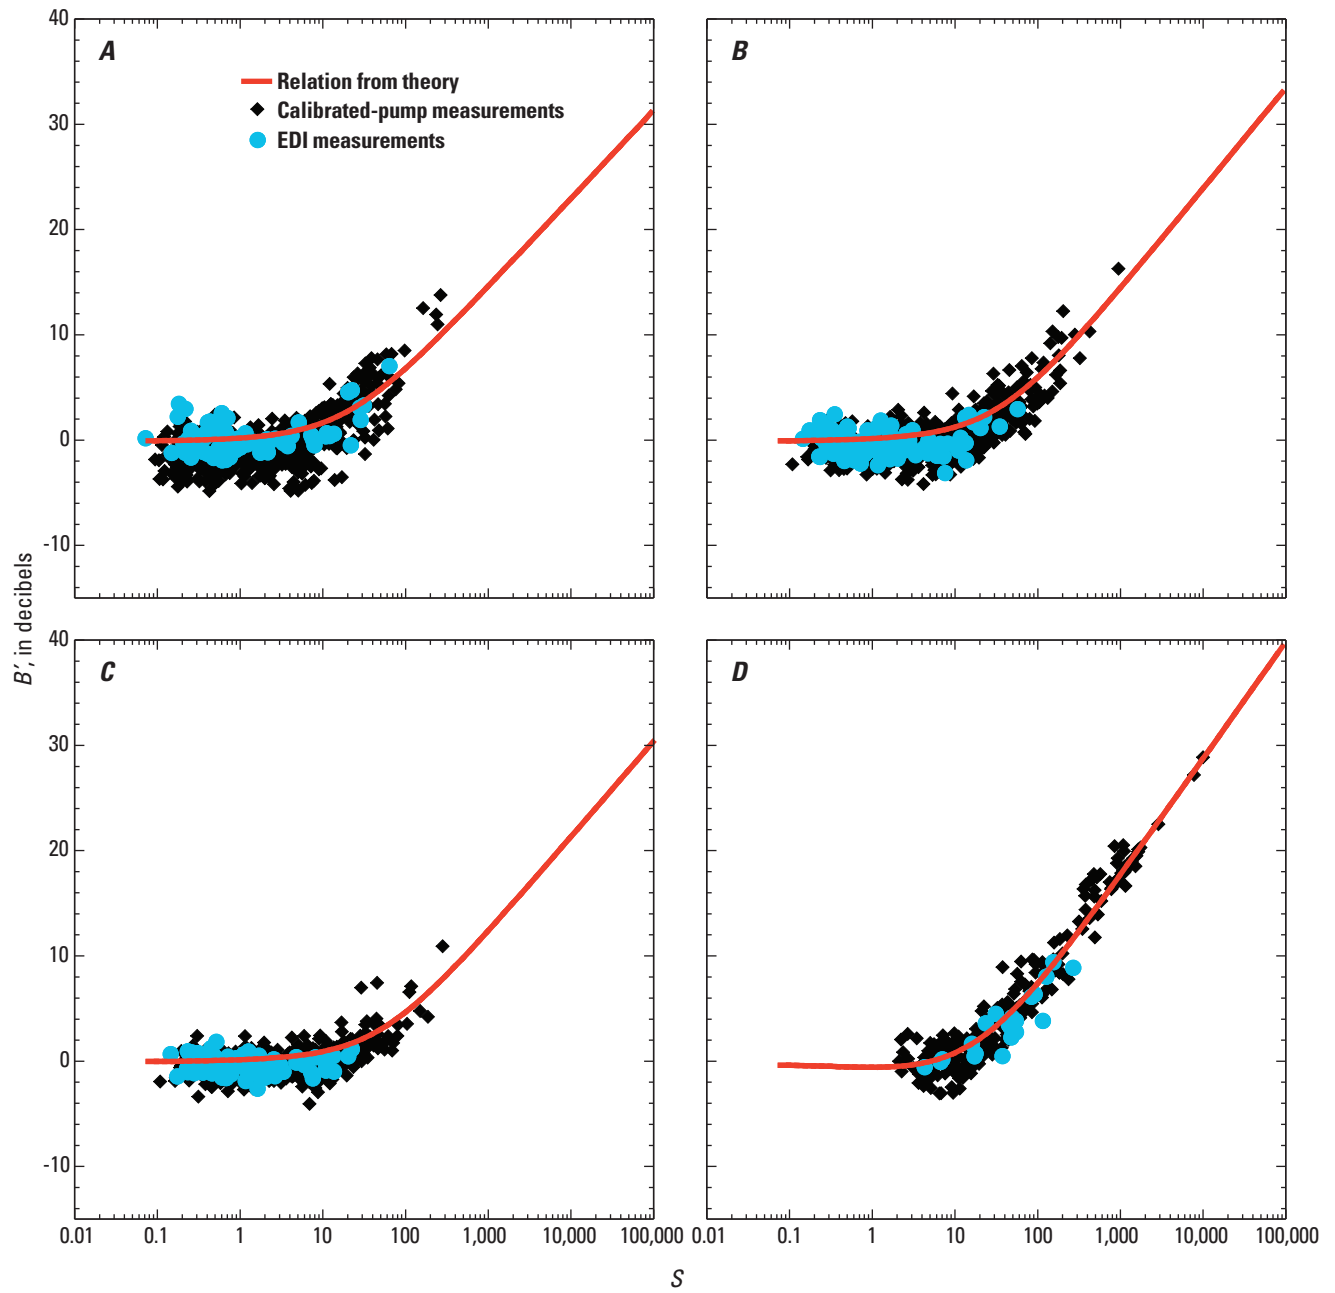 40
30
20
10
0
-10
A
Relation from theory
Calibrated-pump measurements
EDI measurements
B
B′, in decibels
40
30
20
10
0
-10
C
D
0.01 0.1 1 10 100 1,000 10,000 100,000
0.01 0.1 1 10 100 1,000 10,000 100,000
S